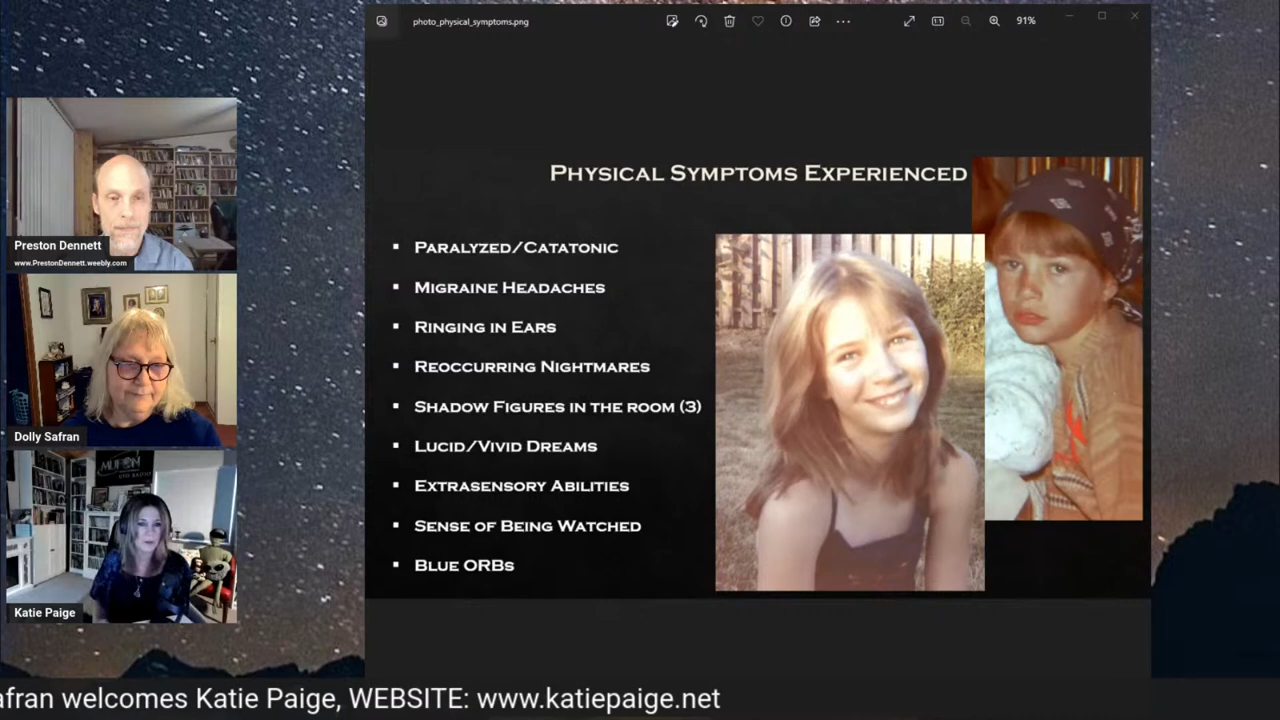 photo_physical_symptoms.png
91%
PHYSICAL SYMPTOMS EXPERIENCED
▪ PARALYZED/CATATONIC
▪ MIGRAINE HEADACHES
▪ RINGING IN EARS
▪ REOCCURRING NIGHTMARES
▪ SHADOW FIGURES IN THE ROOM (3)
▪ LUCID/VIVID DREAMS
▪ EXTRASENSORY ABILITIES
▪ SENSE OF BEING WATCHED
▪ BLUE ORBS
Preston Dennett
www.PrestonDennett.weebly.com
Dolly Safran
MUFON
Katie Paige
afran welcomes Katie Paige, WEBSITE: www.katiepaige.net